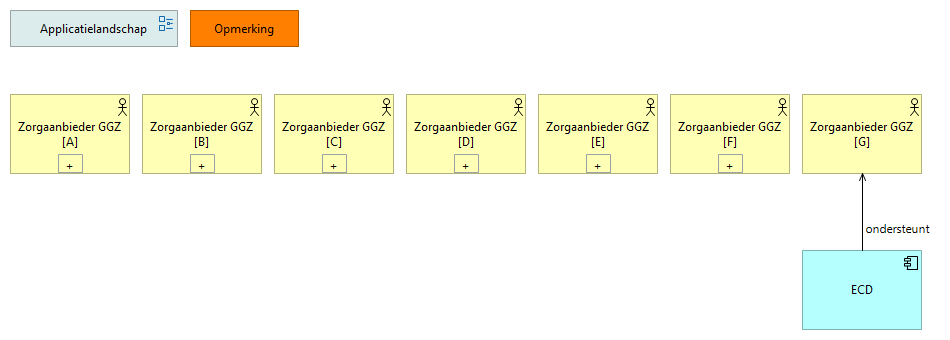 Applicatielandschap
Opmerking
Zorgaanbieder GGZ
[A]
+
Zorgaanbieder GGZ
[B]
+
Zorgaanbieder GGZ
[C]
+
Zorgaanbieder GGZ
[D]
+
Zorgaanbieder GGZ
[E]
+
Zorgaanbieder GGZ
[F]
+
Zorgaanbieder GGZ
[G]
ondersteunt
ECD